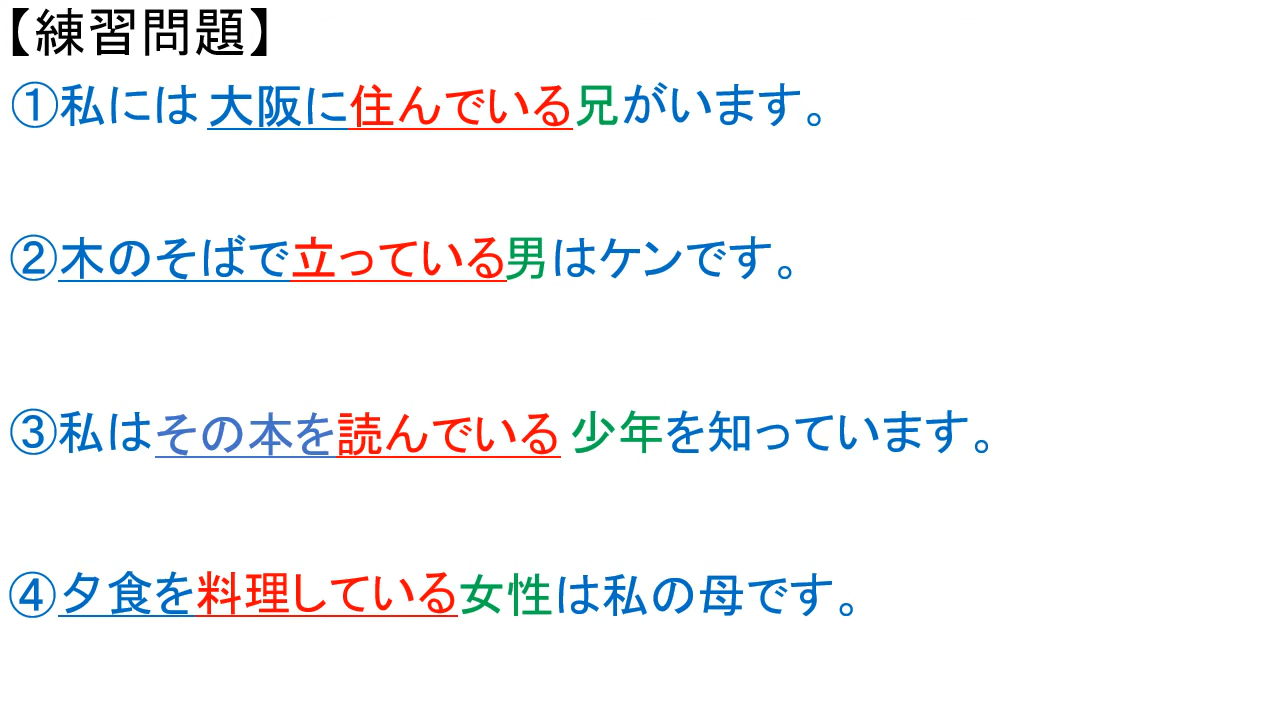 【練習問題】
①私には大阪に住んでいる兄がいます。
②木のそばで立っている男はケンです。
③私はその本を読んでいる少年を知っています。
④夕食を料理している女性は私の母です。